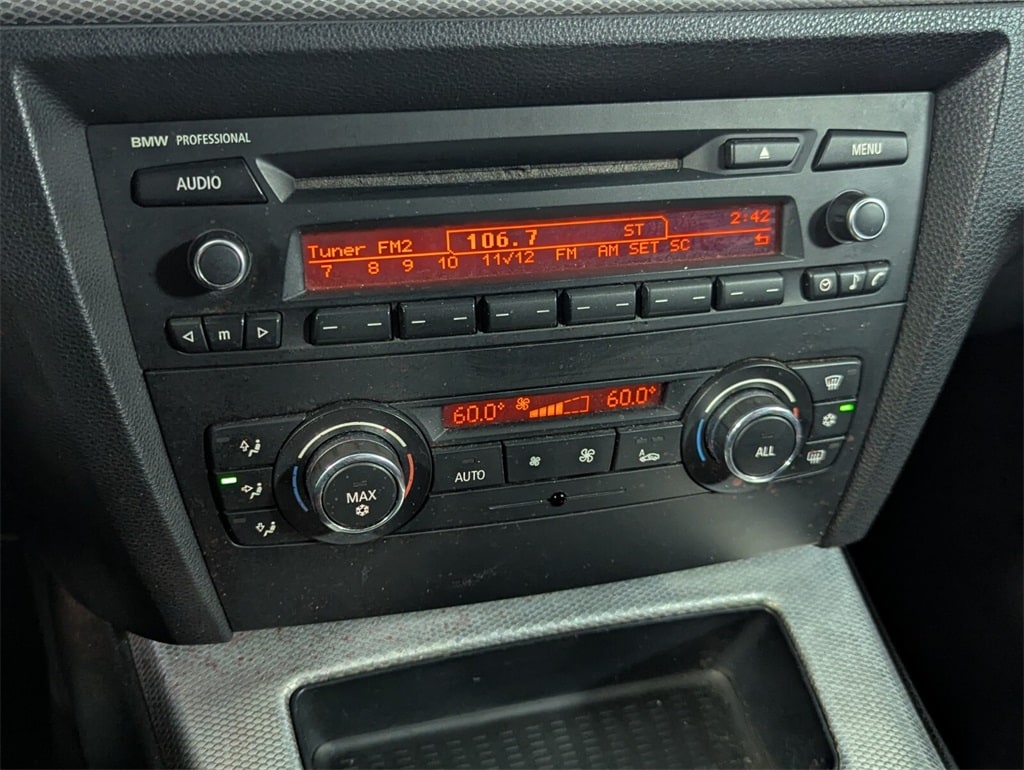 BMW PROFESSIONAL
AUDIO
MENU
Tuner FM2 106.7 ST 2:42
7 8 9 10 11√12 FM AM SET SC
m
60.0° 60.0°
AUTO
A
MAX
ALL